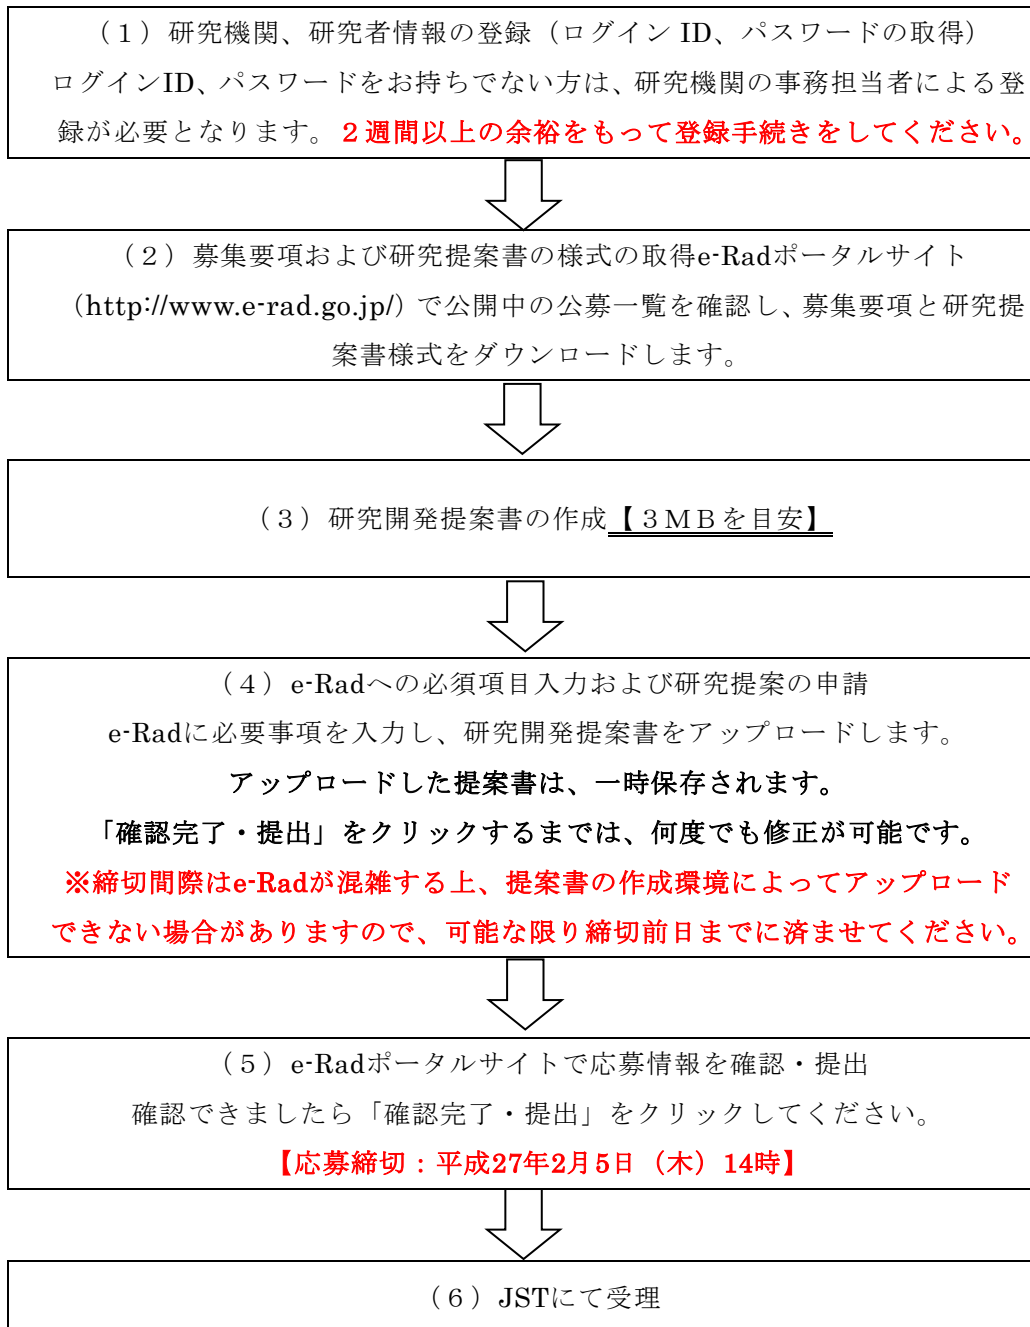 （１）研究機関、研究者情報の登録（ログイン ID、パスワードの取得）
ログインID、パスワードをお持ちでない方は、研究機関の事務担当者による登
録が必要となります。２週間以上の余裕をもって登録手続きをしてください。
（２）募集要項および研究提案書の様式の取得e-Radポータルサイト
（http://www.e-rad.go.jp/）で公開中の公募一覧を確認し、募集要項と研究提
案書様式をダウンロードします。
（３）研究開発提案書の作成【３ＭＢを目安】
（４）e-Radへの必須項目入力および研究提案の申請
e-Radに必要事項を入力し、研究開発提案書をアップロードします。
アップロードした提案書は、一時保存されます。
「確認完了・提出」をクリックするまでは、何度でも修正が可能です。
※締切間際はe-Radが混雑する上、提案書の作成環境によってアップロード
できない場合がありますので、可能な限り締切前日までに済ませてください。
（５）e-Radポータルサイトで応募情報を確認・提出
確認できましたら「確認完了・提出」をクリックしてください。
【応募締切：平成27年2月5日（木）14時】
（６）JSTにて受理